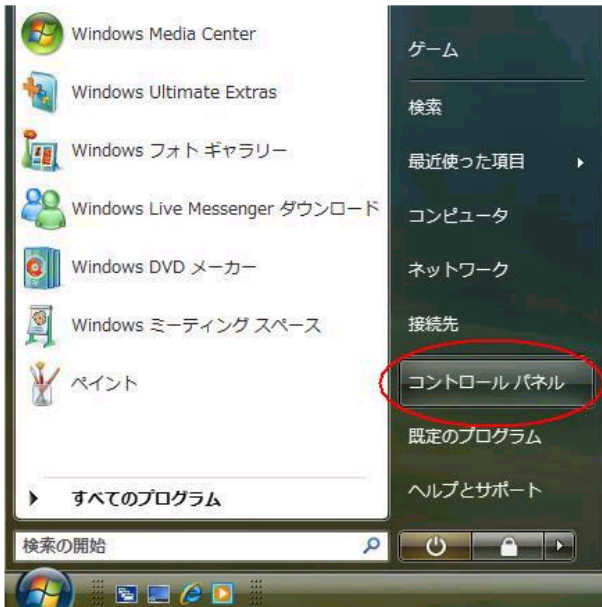 Windows Media Center
Windows Ultimate Extras
Windows フォト ギャラリー
Windows Live Messenger ダウンロード
Windows DVD メーカー
Windows ミーティング スペース
ペイント
すべてのプログラム
検索の開始
ゲーム
検索
最近使った項目
コンピュータ
ネットワーク
接続先
コントロール パネル
既定のプログラム
ヘルプとサポート